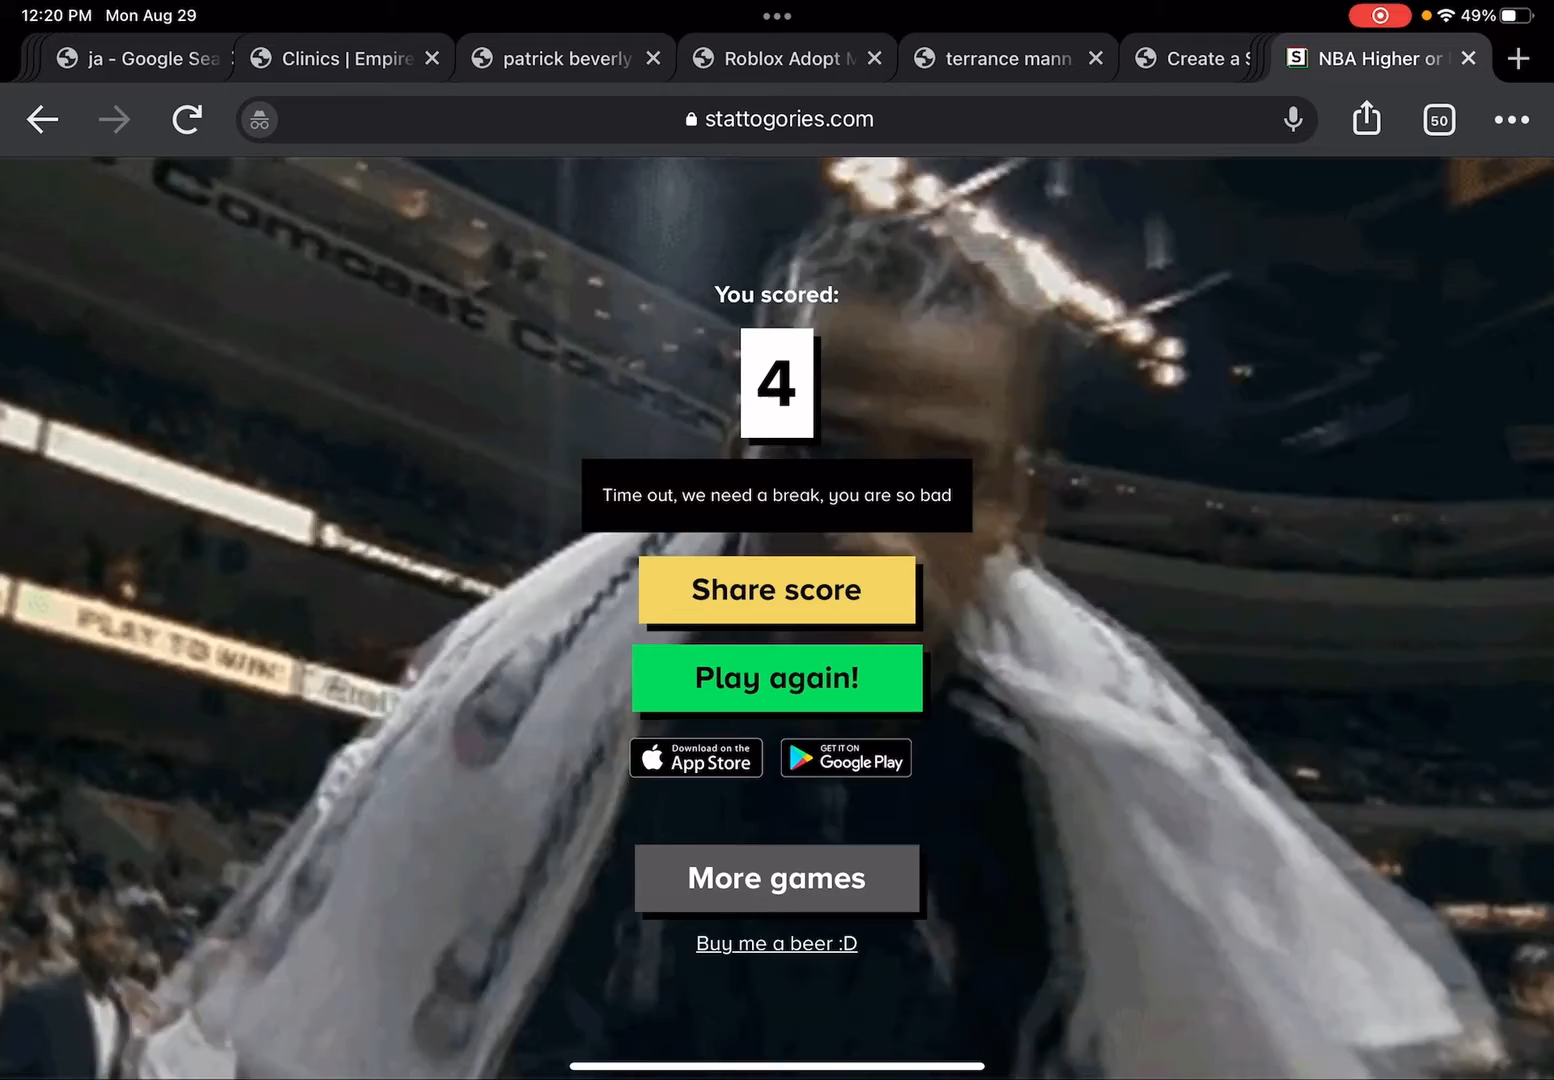 12:20 PM Mon Aug 29
49%
ja - Google Sea
Clinics | Empire
patrick beverly
Roblox Adopt M
terrance mann
Create a S
NBA Higher or
stattogories.com
50
Comcast
You scored:
4
Time out, we need a break, you are so bad
Share score
PLAY TO WIN
Play again!
Download on the
App Store
GET IT ON
Google Play
More games
Buy me a beer :D